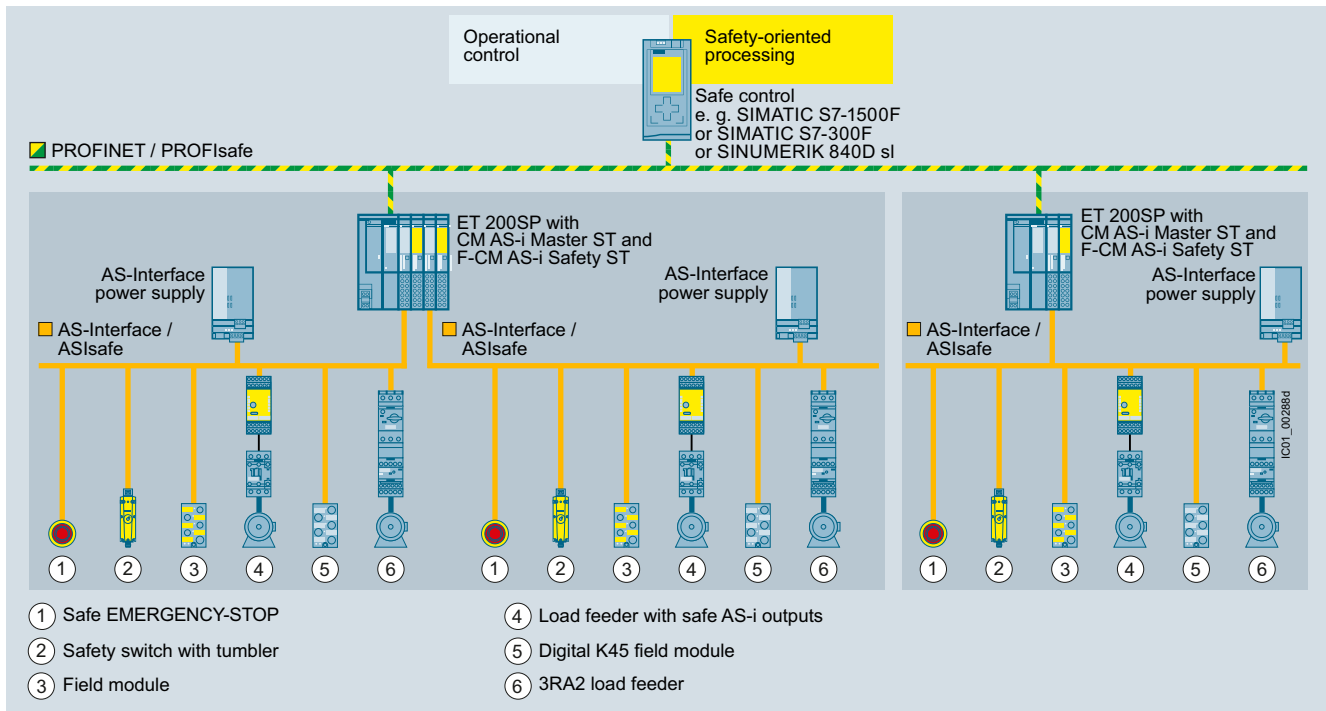 Operational
control
Safety-oriented
processing
Safe control
e. g. SIMATIC S7-1500F
or SIMATIC S7-300F
or SINUMERIK 840D sl
PROFINET / PROFIsafe
ET 200SP with
CM AS-i Master ST and
F-CM AS-i Safety ST
AS-Interface
power supply
AS-Interface /
ASIsafe
AS-Interface
power supply
AS-Interface /
ASIsafe
ET 200SP with
CM AS-i Master ST and
F-CM AS-i Safety ST
AS-Interface
power supply
AS-Interface /
ASIsafe
IC01_00288d
1 2 3 4 5 6
1 2 3 4 5 6
1 2 3 4 5 6
1 Safe EMERGENCY-STOP
2 Safety switch with tumbler
3 Field module
4 Load feeder with safe AS-i outputs
5 Digital K45 field module
6 3RA2 load feeder